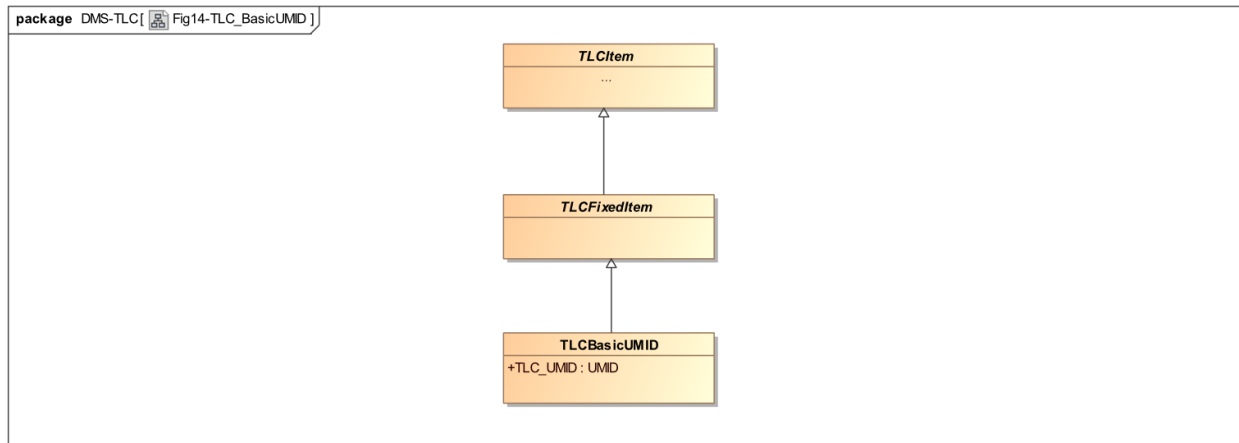 package DMS-TLC [ Fig14-TLC_BasicUMID ]
TLCItem
...
TLCFixedItem
TLCBasicUMID
+TLC_UMID : UMID